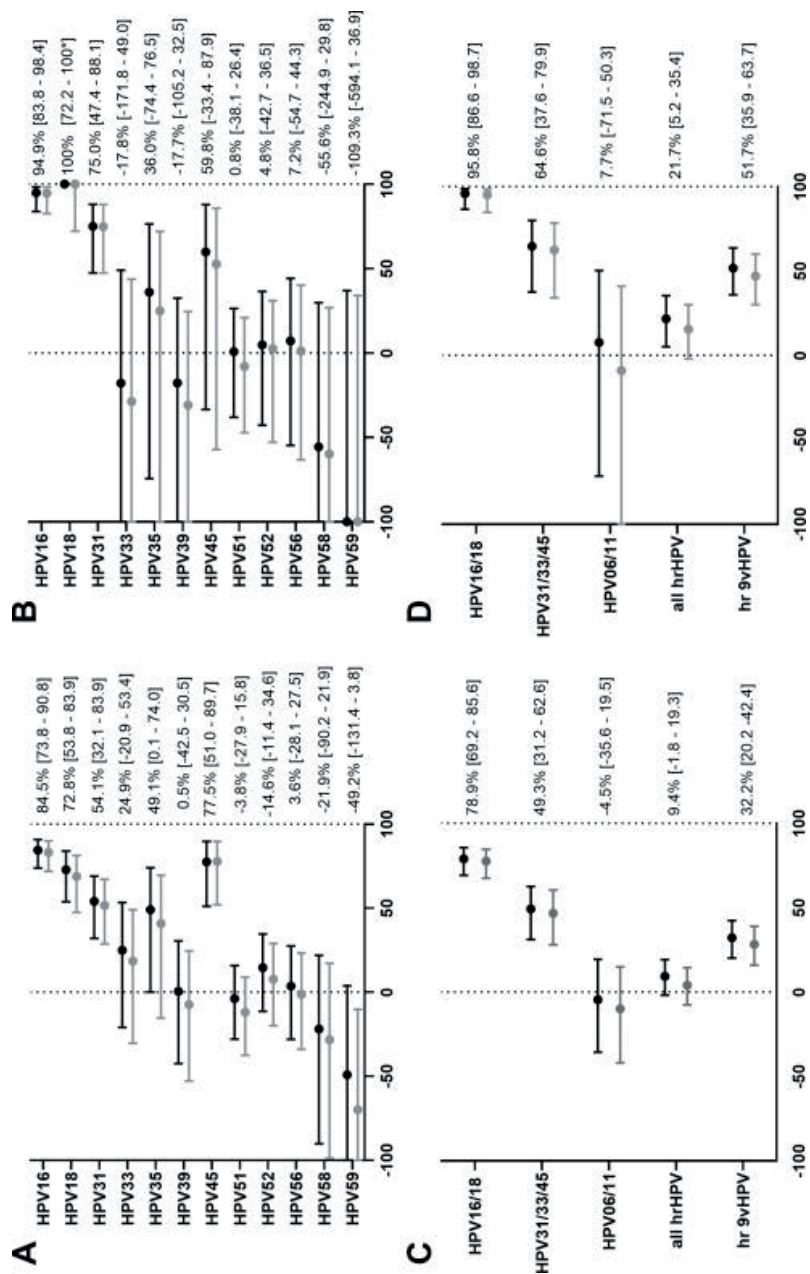 A
HPV16 84.5% [73.8 - 90.8]
HPV18 72.8% [53.8 - 83.9]
HPV31 54.1% [32.1 - 83.9]
HPV33 24.9% [-20.9 - 53.4]
HPV35 49.1% [0.1 - 74.0]
HPV39 0.5% [-42.5 - 30.5]
HPV45 77.5% [51.0 - 89.7]
HPV51 -3.8% [-27.9 - 15.8]
HPV52 -14.6% [-11.4 - 34.6]
HPV56 3.6% [-28.1 - 27.5]
HPV58 -21.9% [-90.2 - 21.9]
HPV59 -49.2% [-131.4 - 3.8]
-100 -50 0 50 100
B
HPV16 94.9% [83.8 - 98.4]
HPV18 100% [72.2 - 100*]
HPV31 75.0% [47.4 - 88.1]
HPV33 -17.8% [-171.8 - 49.0]
HPV35 36.0% [-74.4 - 76.5]
HPV39 -17.7% [-105.2 - 32.5]
HPV45 59.8% [-33.4 - 87.9]
HPV51 0.8% [-38.1 - 26.4]
HPV52 4.8% [-42.7 - 36.5]
HPV56 7.2% [-54.7 - 44.3]
HPV58 -55.6% [-244.9 - 29.8]
HPV59 -109.3% [-594.1 - 36.9]
-100 -50 0 50 100
C
HPV16/18 78.9% [69.2 - 85.6]
HPV31/33/45 49.3% [31.2 - 62.6]
HPV06/11 -4.5% [-35.6 - 19.5]
all hrHPV 9.4% [-1.8 - 19.3]
hr 9vHPV 32.2% [20.2 -42.4]
-100 -50 0 50 100
D
HPV16/18 95.8% [86.6 - 98.7]
HPV31/33/45 64.6% [37.6 - 79.9]
HPV06/11 7.7% [-71.5 - 50.3]
all hrHPV 21.7% [5.2 - 35.4]
hr 9vHPV 51.7% [35.9 - 63.7]
-100 -50 0 50 100